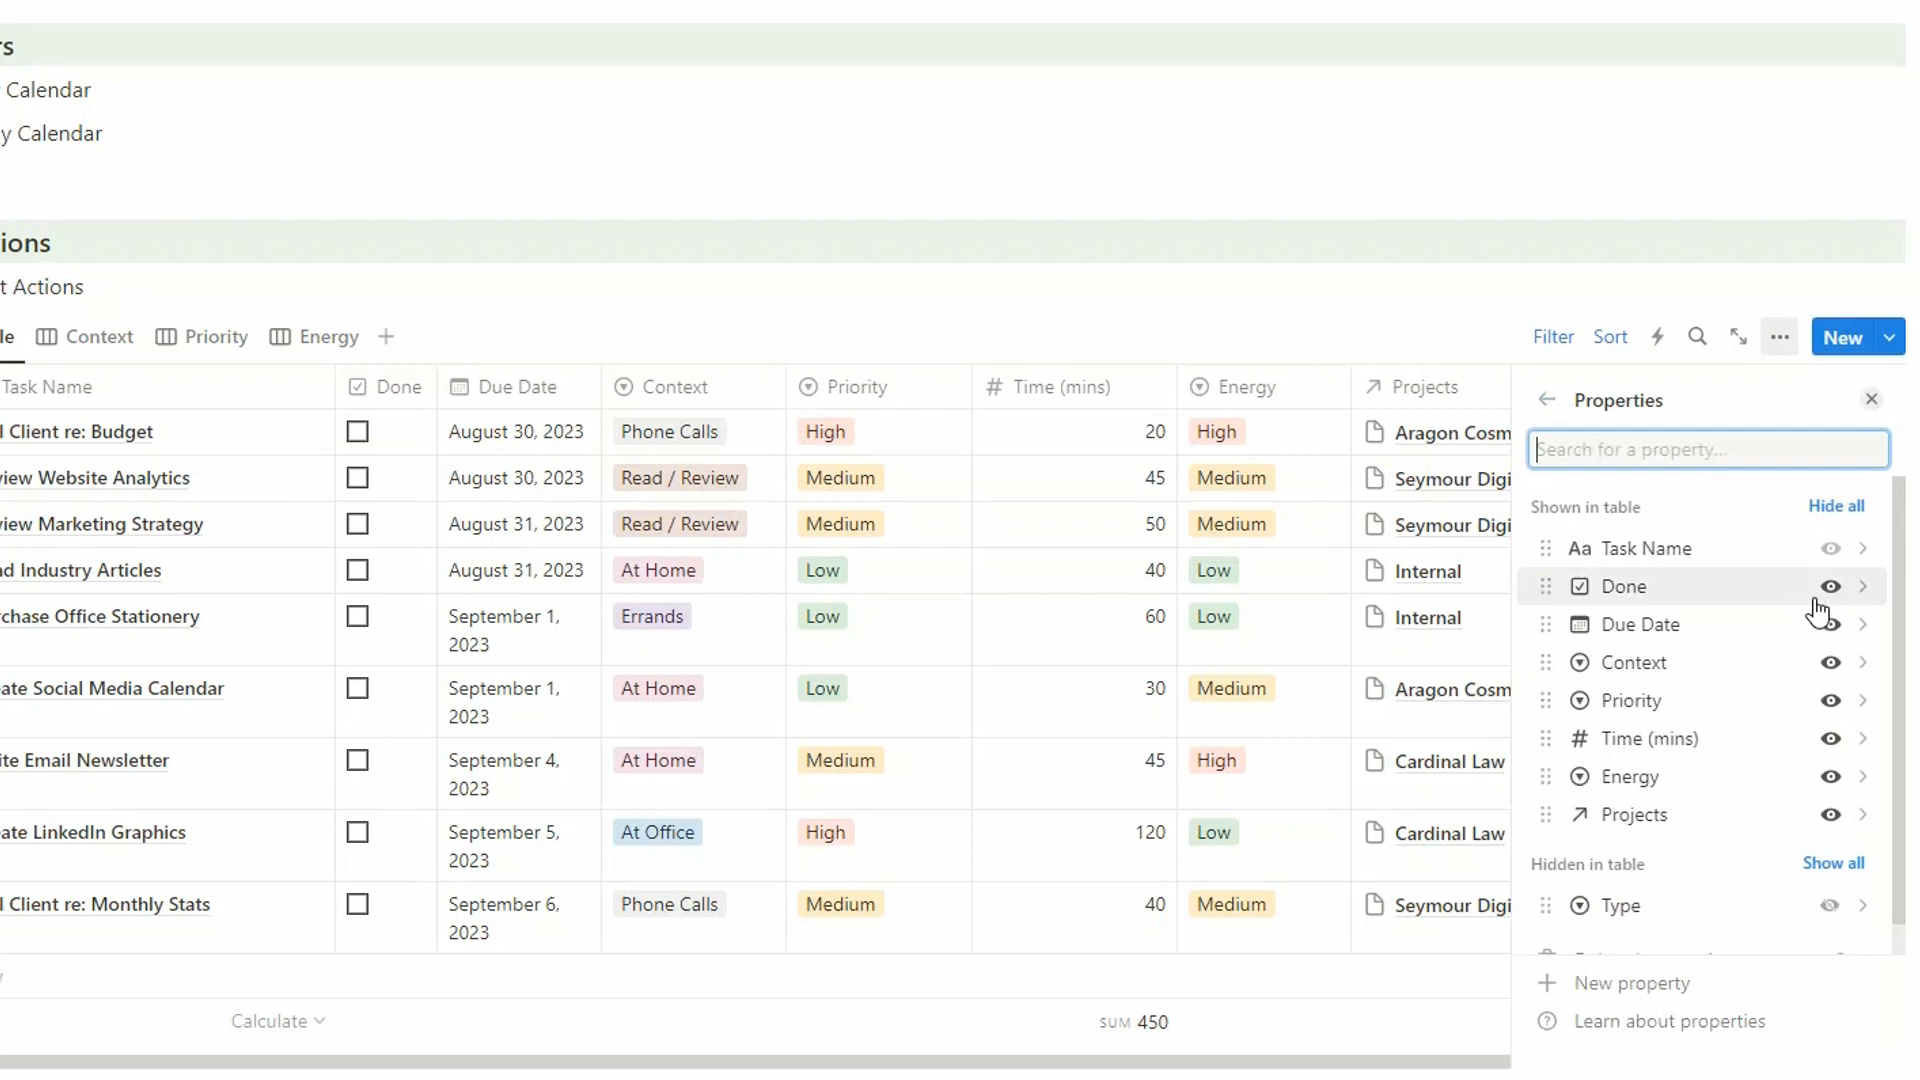 rs
Calendar
y Calendar
ions
t Actions
le Context Priority Energy +
Filter Sort New
Task Name Done Due Date Context Priority # Time (mins) Energy Projects
l Client re: Budget August 30, 2023 Phone Calls High 20 High Aragon Cosm
view Website Analytics August 30, 2023 Read / Review Medium 45 Medium Seymour Digi
view Marketing Strategy August 31, 2023 Read / Review Medium 50 Medium Seymour Digi
d Industry Articles August 31, 2023 At Home Low 40 Low Internal
rchase Office Stationery September 1, Errands Low 60 Low Internal
2023
ate Social Media Calendar September 1, At Home Low 30 Medium Aragon Cosm
2023
ite Email Newsletter September 4, At Home Medium 45 High Cardinal Law
2023
ate LinkedIn Graphics September 5, At Office High 120 Low Cardinal Law
2023
l Client re: Monthly Stats September 6, Phone Calls Medium 40 Medium Seymour Digi
2023
Calculate SUM 450
Properties
Search for a property...
Shown in table Hide all
Aa Task Name
Done
Due Date
Context
Priority
# Time (mins)
Energy
Projects
Hidden in table Show all
Type
+ New property
Learn about properties